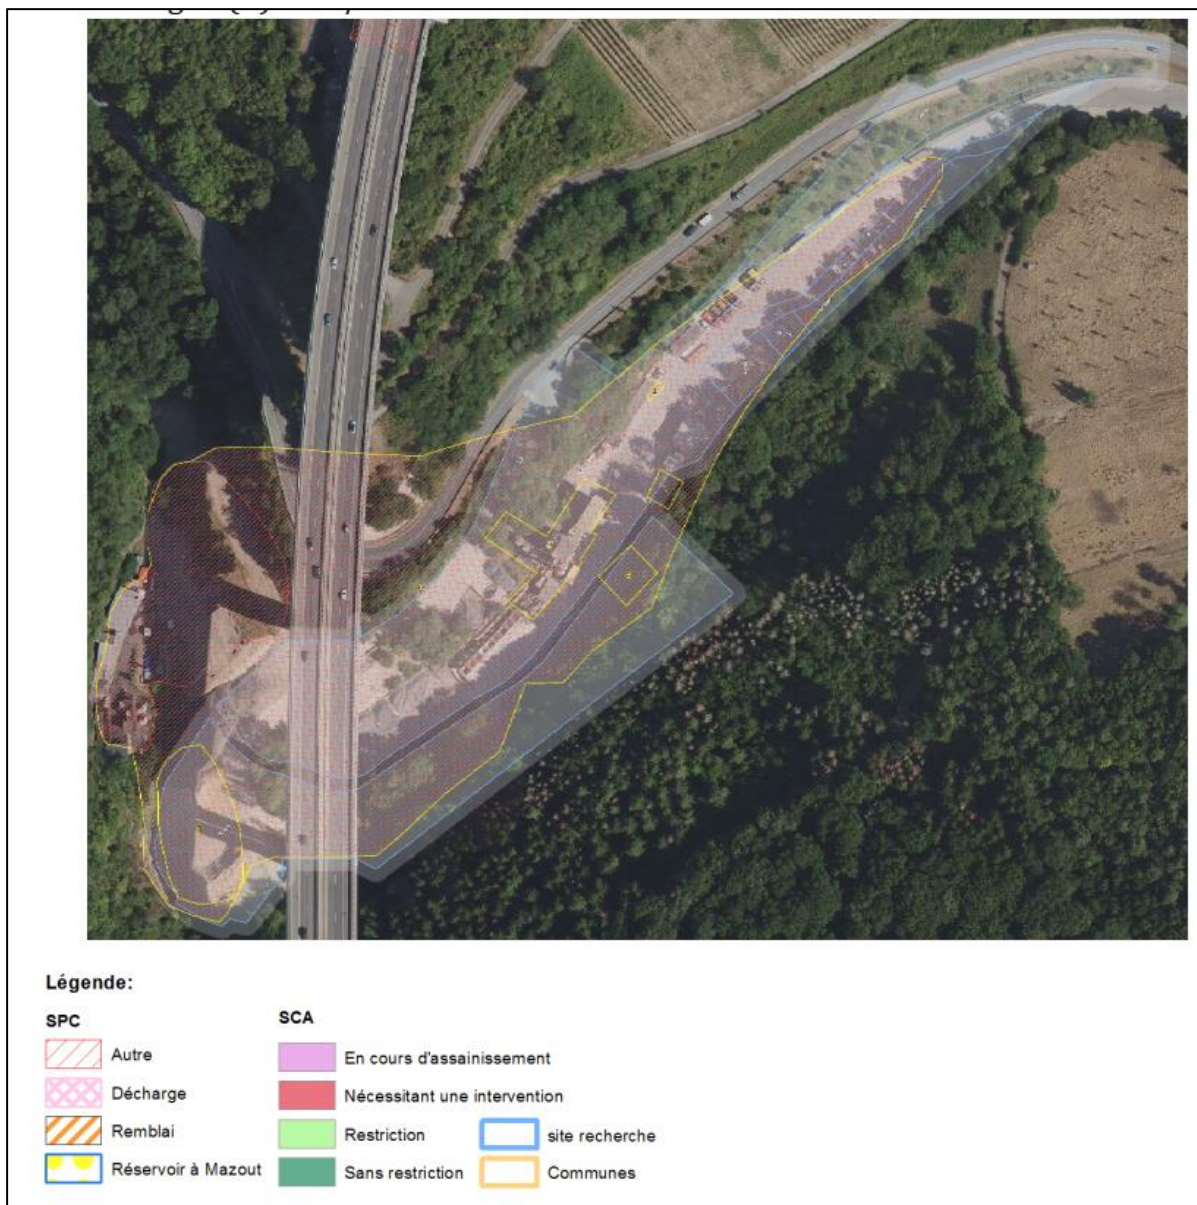 Légende:
SPC
SCA
Autre
En cours d'assainissement
Décharge
Nécessitant une intervention
Remblai
Restriction
site recherche
Réservoir à Mazout
Sans restriction
Communes